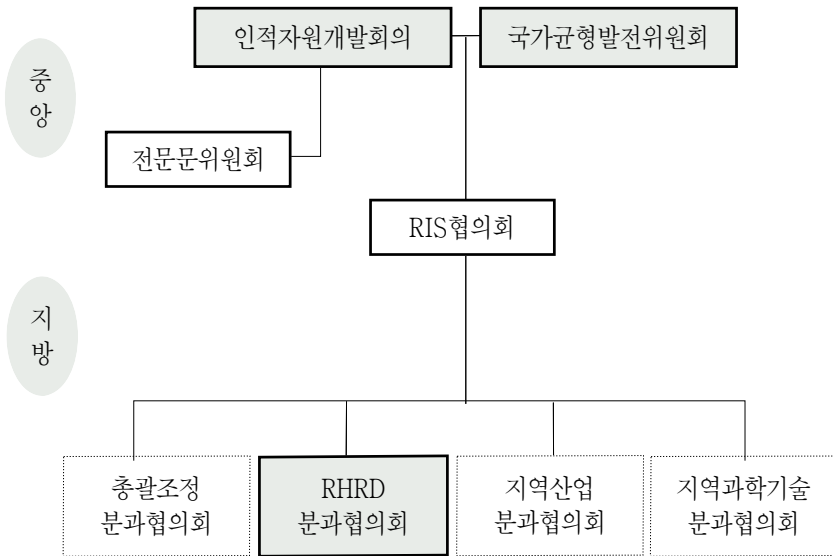 인적자원개발회의
국가균형발전위원회
중
앙
전문문위원회
RIS협의회
지
방
총괄조정
분과협의회
RHRD
분과협의회
지역산업
분과협의회
지역과학기술
분과협의회